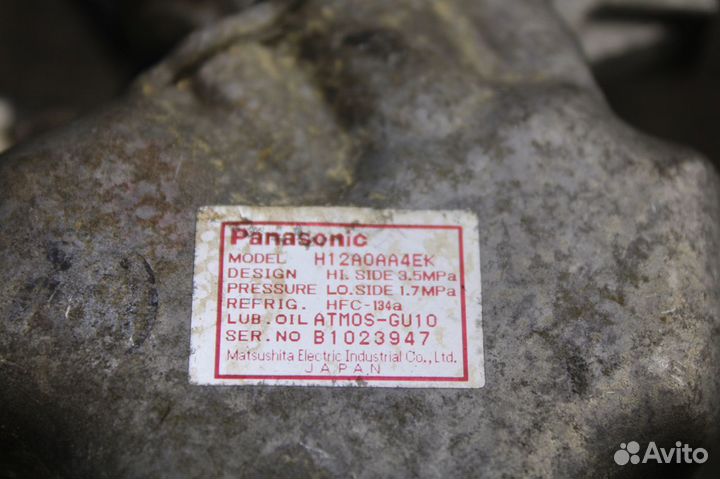 Panasonic
MODEL H12A0AA4EK
DESIGN HI. SIDE 3.5MPa
PRESSURE LO. SIDE 1.7MPa
REFRIG. HFC-134a
LUB. OIL ATMOS-GU10
SER. NO B1023947
Matsushita Electric Industrial Co., Ltd.
JAPAN
Avito